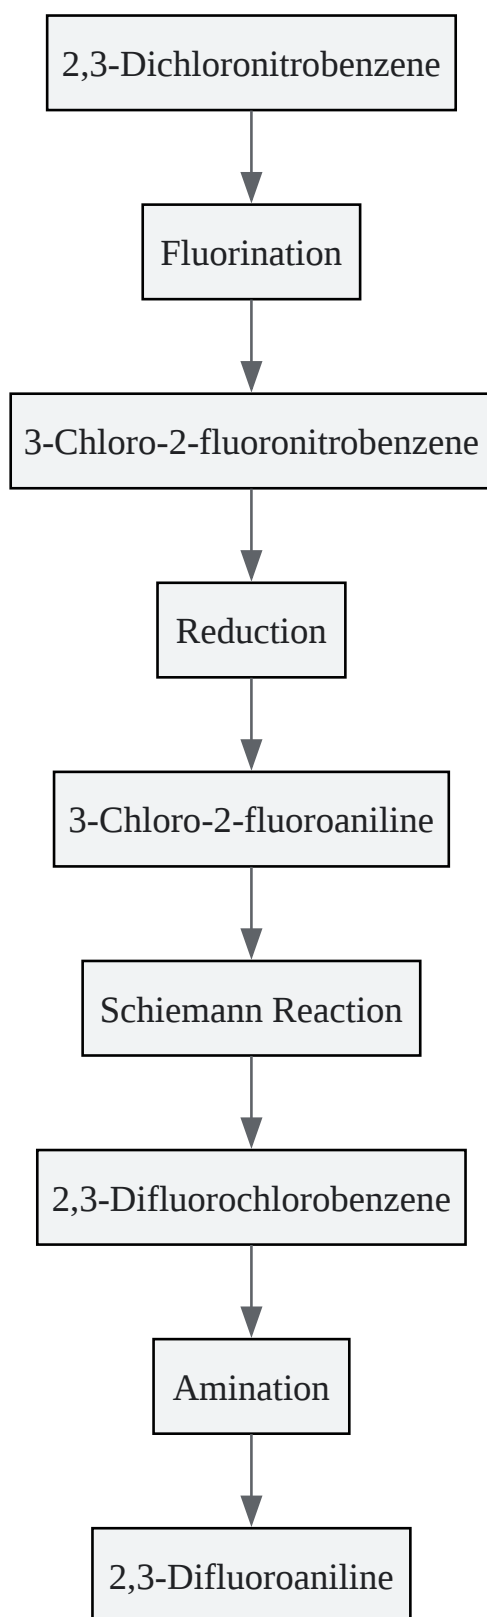 2,3-Dichloronitrobenzene
Fluorination
3-Chloro-2-fluoronitrobenzene
Reduction
3-Chloro-2-fluoroaniline
Schiemann Reaction
2,3-Difluorochlorobenzene
Amination
2,3-Difluoroaniline